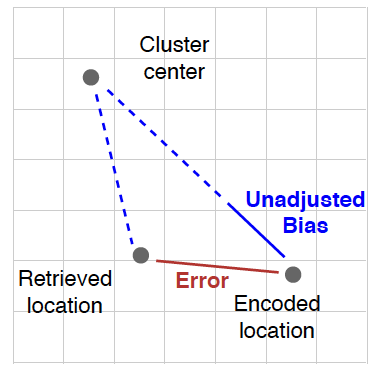 Cluster
center
Unadjusted
Bias
Retrieved
location
Error
Encoded
location